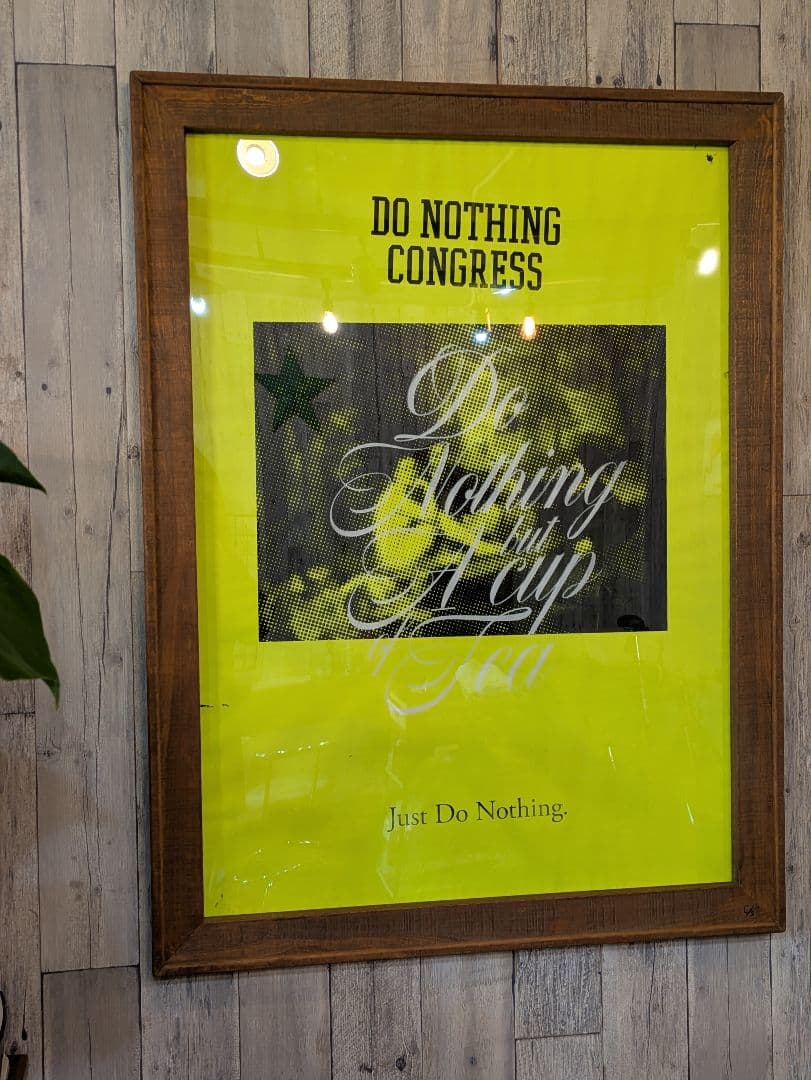 DO NOTHING
CONGRESS
Do
Nothing
but
A cup
of Tea
Just Do Nothing.